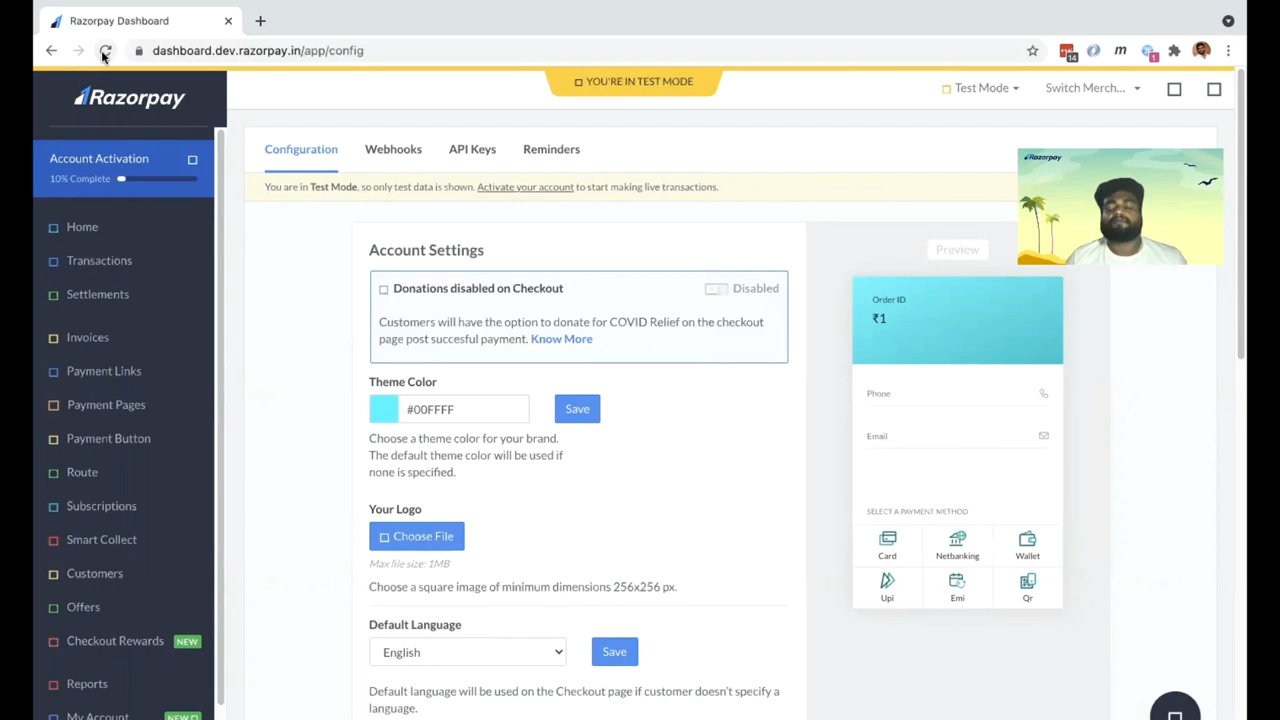 Razorpay Dashboard
dashboard.dev.razorpay.in/app/config
14
m
1
Razorpay
YOU'RE IN TEST MODE
Test Mode
Switch Merch...
Account Activation
10% Complete
Home
Transactions
Settlements
Invoices
Payment Links
Payment Pages
Payment Button
Route
Subscriptions
Smart Collect
Customers
Offers
Checkout Rewards NEW
Reports
My Account NEW
Configuration Webhooks API Keys Reminders
You are in Test Mode, so only test data is shown. Activate your account to start making live transactions.
Account Settings
Donations disabled on Checkout Disabled
Customers will have the option to donate for COVID Relief on the checkout
page post succesful payment. Know More
Theme Color
#00FFFF Save
Choose a theme color for your brand.
The default theme color will be used if
none is specified.
Your Logo
Choose File
Max file size: 1MB
Choose a square image of minimum dimensions 256x256 px.
Default Language
English Save
Default language will be used on the Checkout page if customer doesn't specify a
language.
Razorpay
Preview
Order ID
₹1
Phone
Email
SELECT A PAYMENT METHOD
Card Netbanking Wallet
Upi Emi Qr